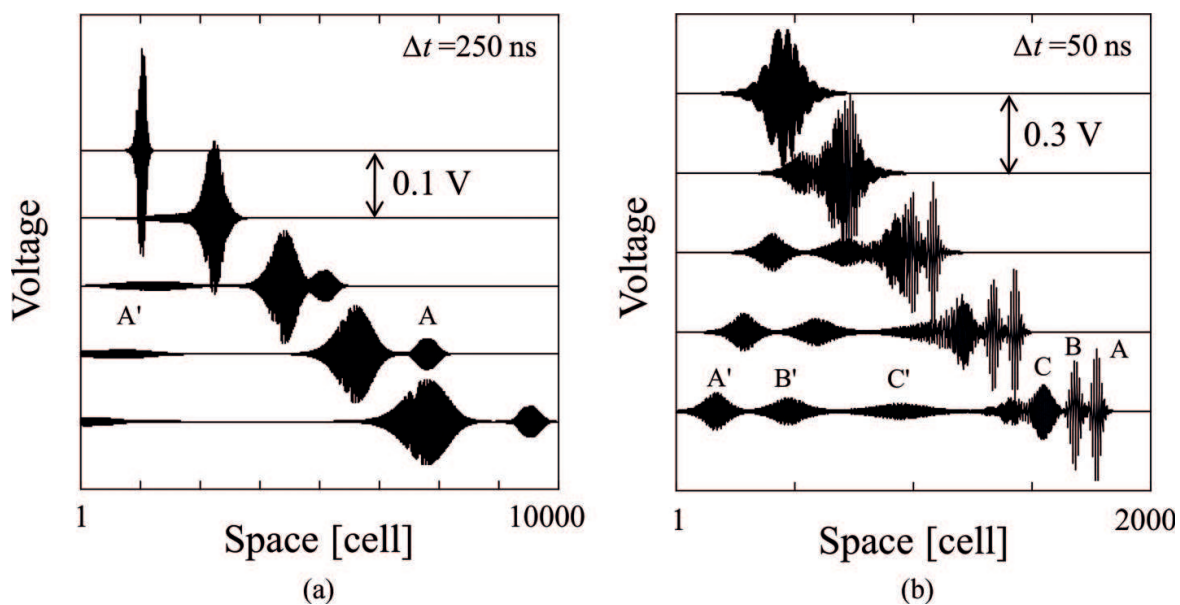 Δt =250 ns
0.1 V
A'
A
Voltage
1
10000
Space [cell]
(a)
Δt =50 ns
0.3 V
A'
B'
C'
C
B
A
Voltage
1
2000
Space [cell]
(b)